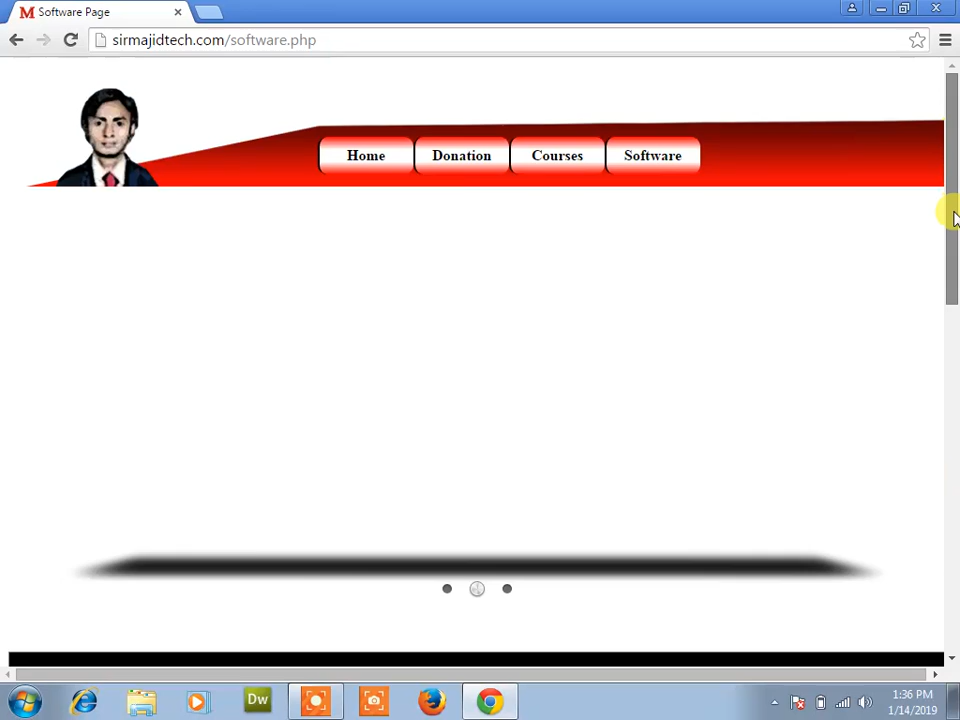 M Software Page
sirmajidtech.com/software.php
Home Donation Courses Software
Dw
1:36 PM
1/14/2019